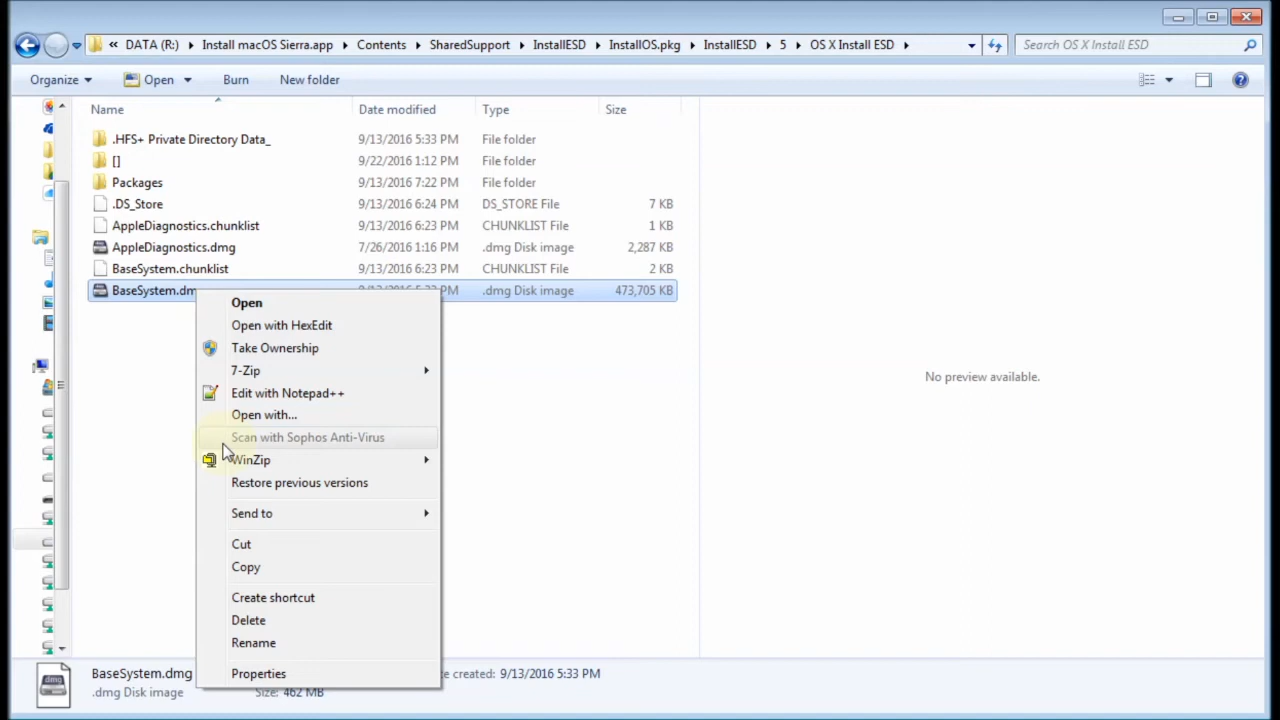 « DATA (R:) Install macOS Sierra.app Contents SharedSupport InstallESD InstallOS.pkg InstallESD 5 OS X Install ESD Search OS X Install ESD
Organize Open Burn New folder
Name Date modified Type Size
.HFS+ Private Directory Data_ 9/13/2016 5:33 PM File folder
[] 9/22/2016 1:12 PM File folder
Packages 9/13/2016 7:22 PM File folder
.DS_Store 9/13/2016 6:24 PM DS_STORE File 7 KB
AppleDiagnostics.chunklist 9/13/2016 6:23 PM CHUNKLIST File 1 KB
AppleDiagnostics.dmg 7/26/2016 1:16 PM .dmg Disk image 2,287 KB
BaseSystem.chunklist 9/13/2016 6:23 PM CHUNKLIST File 2 KB
BaseSystem.dm PM .dmg Disk image 473,705 KB
Open
Open with HexEdit
Take Ownership
7-Zip
Edit with Notepad++
Open with...
Scan with Sophos Anti-Virus
WinZip
Restore previous versions
Send to
Cut
Copy
Create shortcut
Delete
Rename
Properties
No preview available.
BaseSystem.dmg created: 9/13/2016 5:33 PM
.dmg Disk image Size: 462 MB